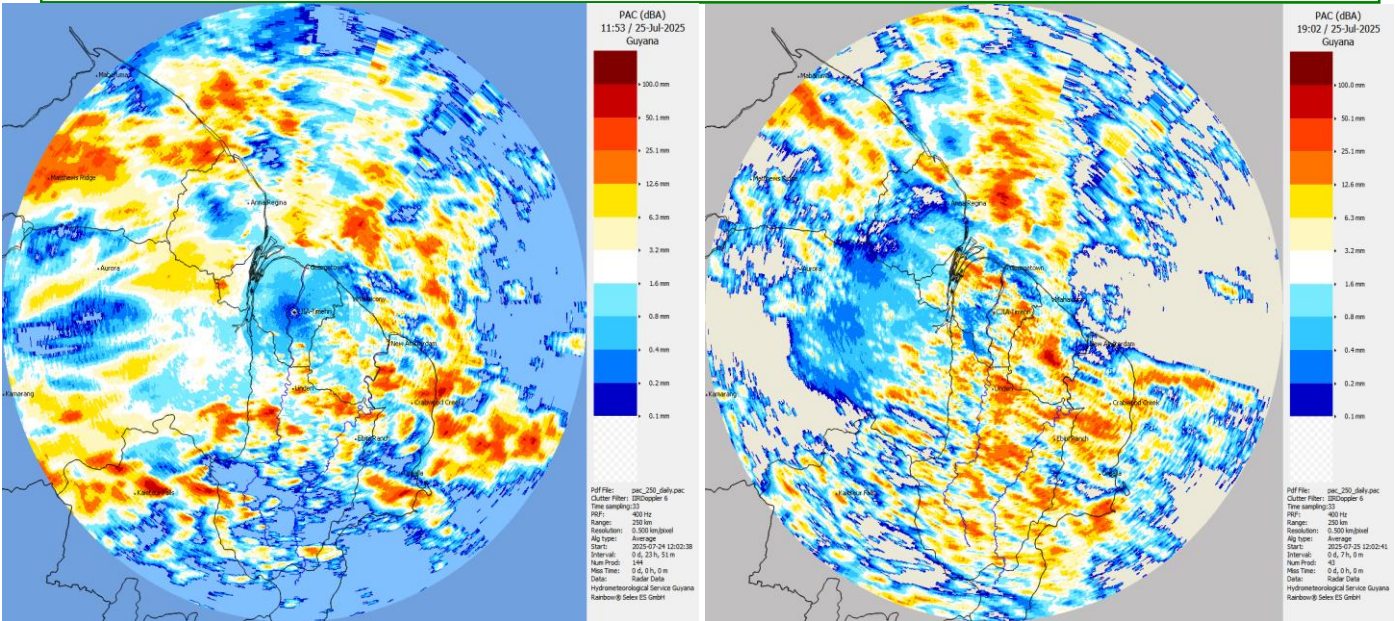 PAC (dBA)
11:53 / 25-Jul-2025
Guyana
100.0 mm
50.1 mm
25.1 mm
12.6 mm
6.3 mm
3.2 mm
1.6 mm
0.8 mm
0.4 mm
0.2 mm
0.1 mm
Pdf File: pac_250_daily.pac
Clutter Filter: IIRDoppler 6
Time sampling:33
PRF: 400 Hz
Range: 250 km
Resolution: 0.500 km/pixel
Alg type: Average
Start: 2025-07-24 12:02:38
Interval: 0 d, 23 h, 51 m
Num Prod: 144
Miss Time: 0 d, 0 h, 0 m
Data: Radar Data
Hydrometeorological Service Guyana
Rainbow® Selex ES GmbH
Mabaruma
Matthews Ridge
Anna Regina
Aurora
Georgetown
CJIA-Timehri
Mahaicony
New Amsterdam
Kamarang
Linden
Crabwood Creek
Ebini Ranch
Kaieteur Falls
PAC (dBA)
19:02 / 25-Jul-2025
Guyana
100.0 mm
50.1 mm
25.1 mm
12.6 mm
6.3 mm
3.2 mm
1.6 mm
0.8 mm
0.4 mm
0.2 mm
0.1 mm
Pdf File: pac_250_daily.pac
Clutter Filter: IIRDoppler 6
Time sampling:33
PRF: 400 Hz
Range: 250 km
Resolution: 0.500 km/pixel
Alg type: Average
Start: 2025-07-25 12:02:41
Interval: 0 d, 7 h, 0 m
Num Prod: 43
Miss Time: 0 d, 0 h, 0 m
Data: Radar Data
Hydrometeorological Service Guyana
Rainbow® Selex ES GmbH
Mabaruma
Matthews Ridge
Anna Regina
Aurora
Georgetown
Mahaicony
CJIA-Timehri
New Amsterdam
Linden
Kamarang
Crabwood Creek
Ebini Ranch
Kaieteur Falls